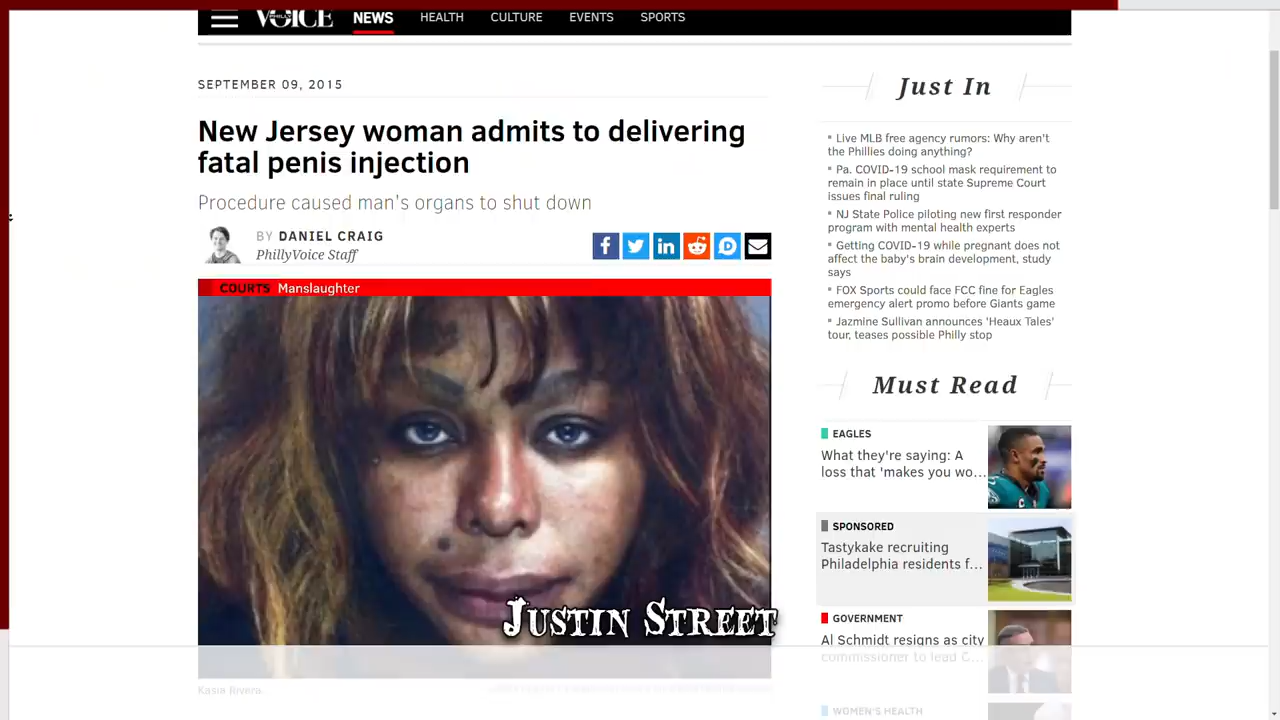 PHILLY
VOICE
NEWS
HEALTH
CULTURE
EVENTS
SPORTS
SEPTEMBER 09, 2015
New Jersey woman admits to delivering
fatal penis injection
Procedure caused man's organs to shut down
BY DANIEL CRAIG
PhillyVoice Staff
COURTS Manslaughter
JUSTIN STREET
Kasia Rivera.
Just In
Live MLB free agency rumors: Why aren't
the Phillies doing anything?
Pa. COVID-19 school mask requirement to
remain in place until state Supreme Court
issues final ruling
NJ State Police piloting new first responder
program with mental health experts
Getting COVID-19 while pregnant does not
affect the baby's brain development, study
says
FOX Sports could face FCC fine for Eagles
emergency alert promo before Giants game
Jazmine Sullivan announces 'Heaux Tales'
tour, teases possible Philly stop
Must Read
EAGLES
What they're saying: A
loss that 'makes you wo...
SPONSORED
Tastykake recruiting
Philadelphia residents f...
GOVERNMENT
Al Schmidt resigns as city
commissioner to lead C...
WOMEN'S HEALTH